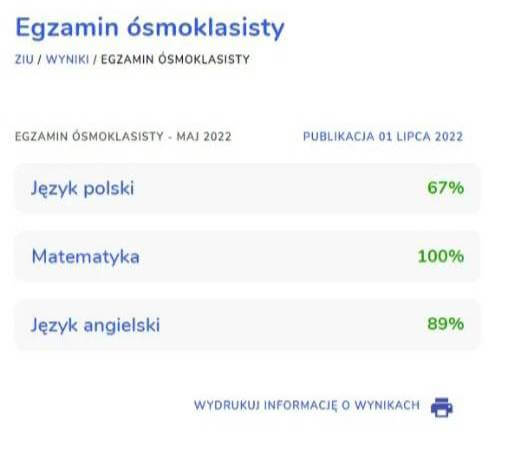 Egzamin ósmoklasisty
ZIU / WYNIKI / EGZAMIN ÓSMOKLASISTY
EGZAMIN ÓSMOKLASISTY - MAJ 2022 PUBLIKACJA 01 LIPCA 2022
Język polski 67%
Matematyka 100%
Język angielski 89%
WYDRUKUJ INFORMACJĘ O WYNIKACH